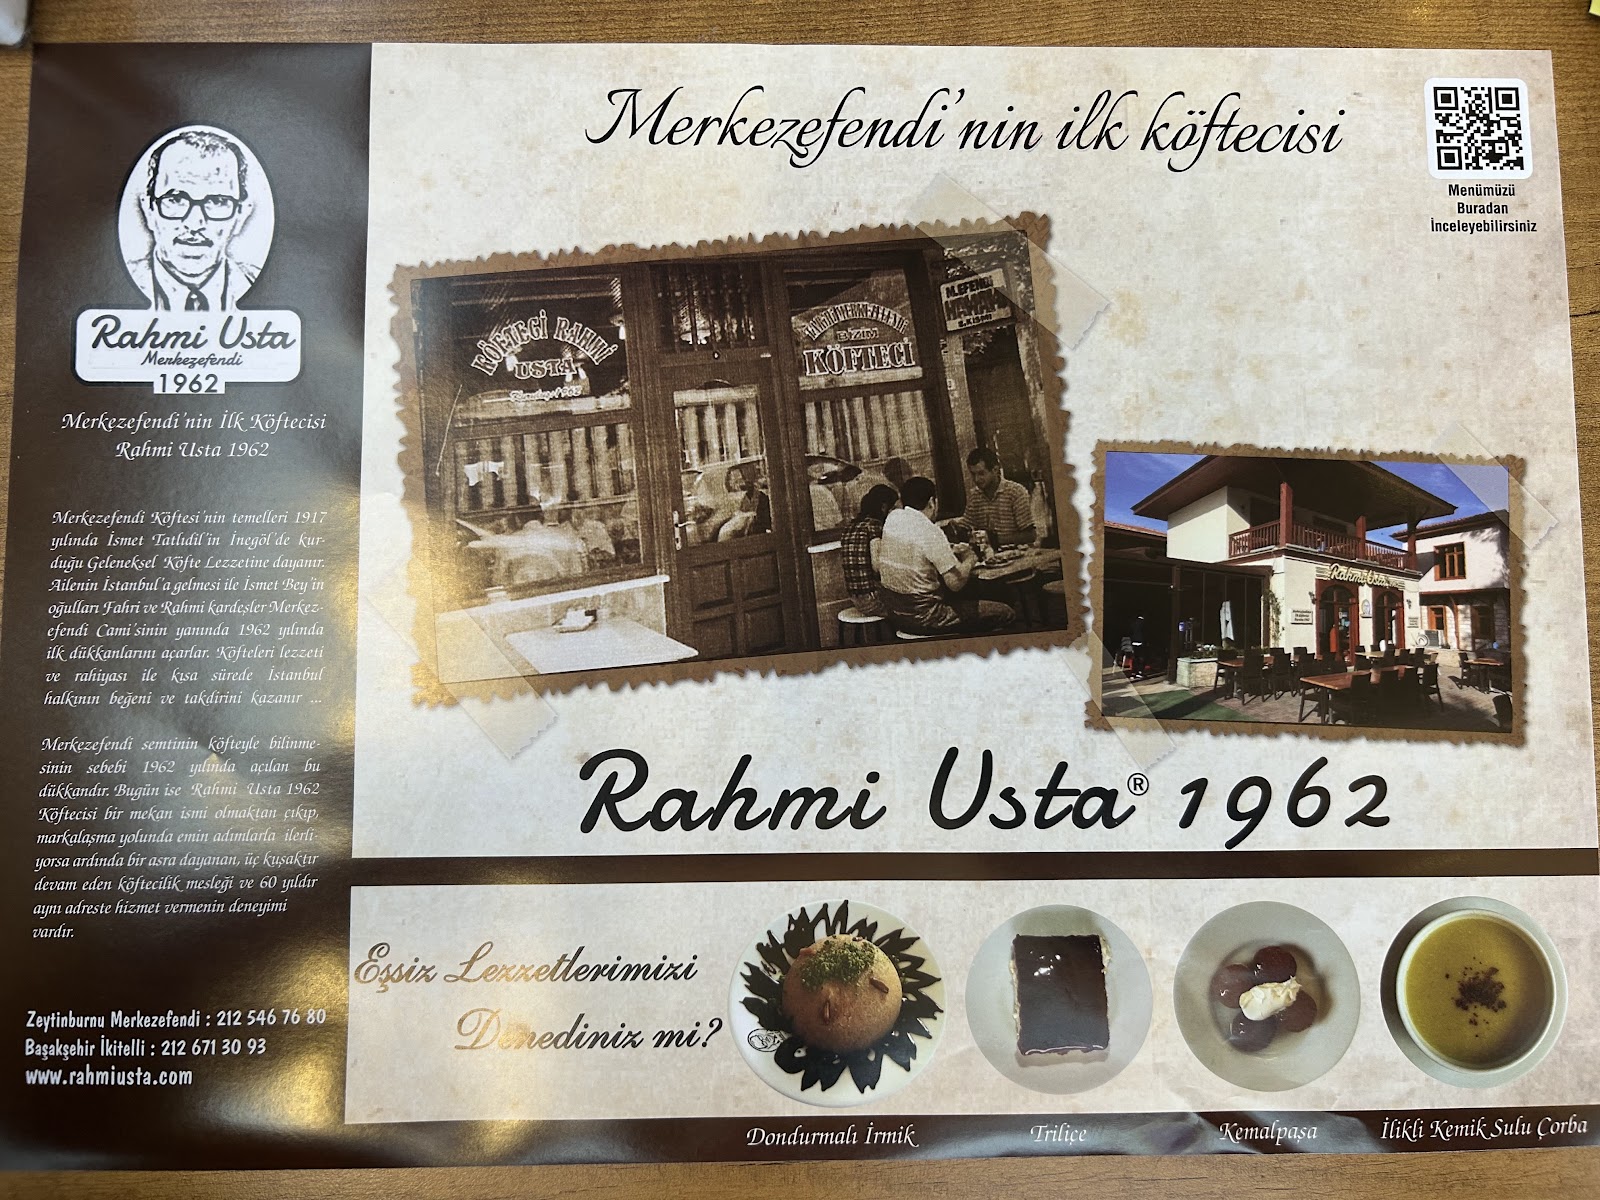 Rahmi Usta
Merkezefendi
1962
Merkezefendi'nin İlk Köftecisi
Rahmi Usta 1962
Merkezefendi Köftesi'nin temelleri 1917
yılında İsmet Tatlıdil'in İnegöl'de kur-
duğu Geleneksel Köfte Lezzetine dayanır.
Ailenin İstanbul'a gelmesi ile İsmet Bey'in
oğulları Fahri ve Rahmi kardeşler Merkez-
efendi Cami'sinin yanında 1962 yılında
ilk dükkanlarını açarlar. Köfteleri lezzeti
ve rahiyası ile kısa sürede İstanbul
halkının beğeni ve takdirini kazanır ...
Merkezefendi semtinin köfteyle bilinme-
sinin sebebi 1962 yılında açılan bu
dükkandır. Bugün ise Rahmi Usta 1962
Köftecisi bir mekan ismi olmaktan çıkıp,
markalaşma yolunda emin adımlarla ilerli-
yorsa ardında bir asra dayanan, üç kuşaktır
devam eden köftecilik mesleği ve 60 yıldır
aynı adreste hizmet vermenin deneyimi
vardır.
Zeytinburnu Merkezefendi : 212 546 76 80
Başakşehir İkitelli : 212 671 30 93
www.rahmiusta.com
Merkezefendi'nin ilk köftecisi
Menümüzü
Buradan
İnceleyebilirsiniz
KÖFTECİ RAHMİ
USTA
BİZİM
KÖFTECİ
M.EFENDİ
Rahmi Usta
Rahmi Usta® 1962
Eşsiz Lezzetlerimizi
Denediniz mi?
Dondurmalı İrmik
Triliçe
Kemalpaşa
İlikli Kemik Sulu Çorba